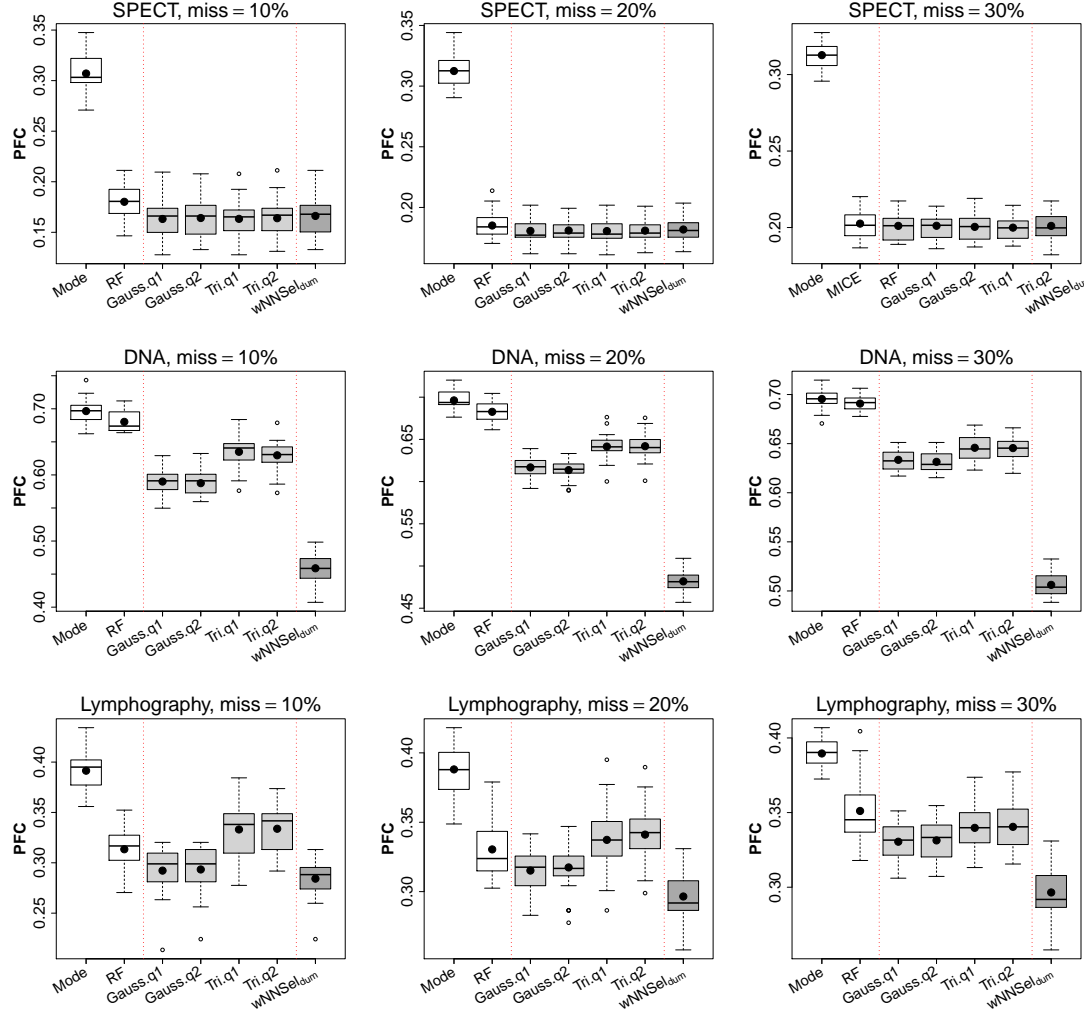 SPECT, miss = 10%
PFC
0.15 0.20 0.25 0.30 0.35
Mode RF Gauss.q1 Gauss.q2 Tri.q1 Tri.q2 wNNSel_dum
SPECT, miss = 20%
PFC
0.20 0.25 0.30 0.35
Mode RF Gauss.q1 Gauss.q2 Tri.q1 Tri.q2 wNNSel_dum
SPECT, miss = 30%
PFC
0.20 0.25 0.30
Mode MICE RF Gauss.q1 Gauss.q2 Tri.q1 Tri.q2 wNNSel_dum
DNA, miss = 10%
PFC
0.40 0.50 0.60 0.70
Mode RF Gauss.q1 Gauss.q2 Tri.q1 Tri.q2 wNNSel_dum
DNA, miss = 20%
PFC
0.45 0.55 0.65
Mode RF Gauss.q1 Gauss.q2 Tri.q1 Tri.q2 wNNSel_dum
DNA, miss = 30%
PFC
0.50 0.55 0.60 0.65 0.70
Mode RF Gauss.q1 Gauss.q2 Tri.q1 Tri.q2 wNNSel_dum
Lymphography, miss = 10%
PFC
0.25 0.30 0.35 0.40
Mode RF Gauss.q1 Gauss.q2 Tri.q1 Tri.q2 wNNSel_dum
Lymphography, miss = 20%
PFC
0.30 0.35 0.40
Mode RF Gauss.q1 Gauss.q2 Tri.q1 Tri.q2 wNNSel_dum
Lymphography, miss = 30%
PFC
0.30 0.35 0.40
Mode RF Gauss.q1 Gauss.q2 Tri.q1 Tri.q2 wNNSel_dum